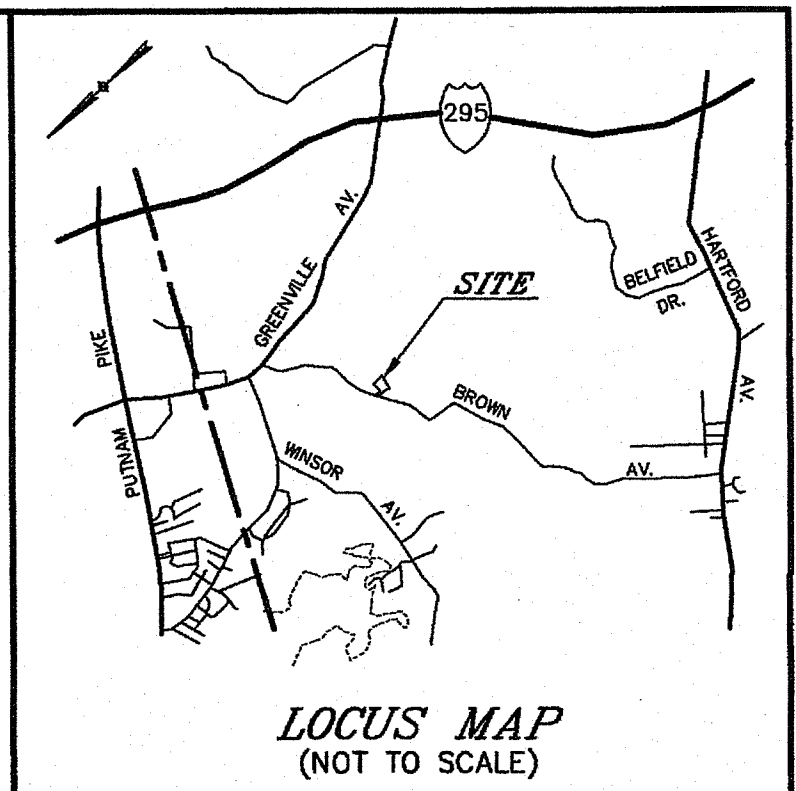 295
GREENVILLE AV.
SITE
BELFIELD
DR.
HARTFORD AV.
PUTNAM PIKE
BROWN AV.
WINSOR AV.
LOCUS MAP
(NOT TO SCALE)